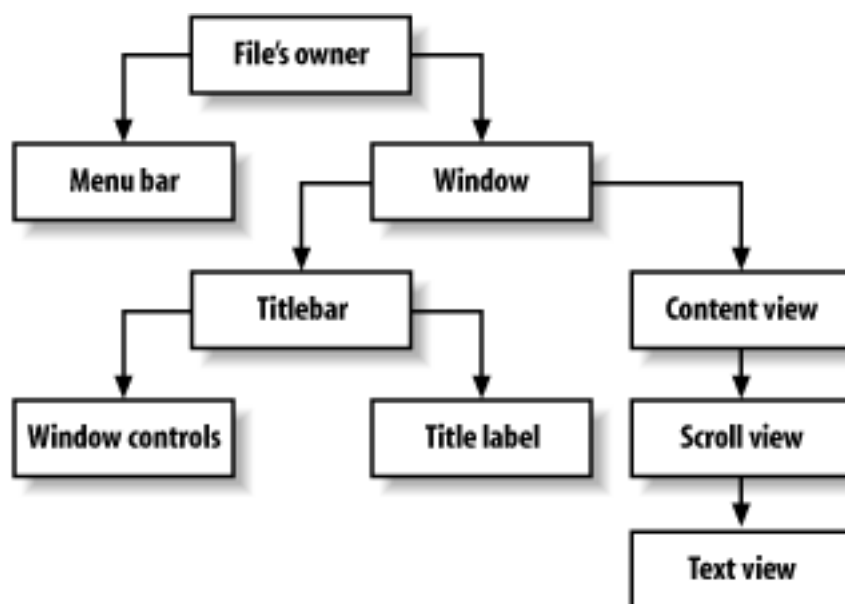 File's owner
Menu bar
Window
Titlebar
Content view
Window controls
Title label
Scroll view
Text view